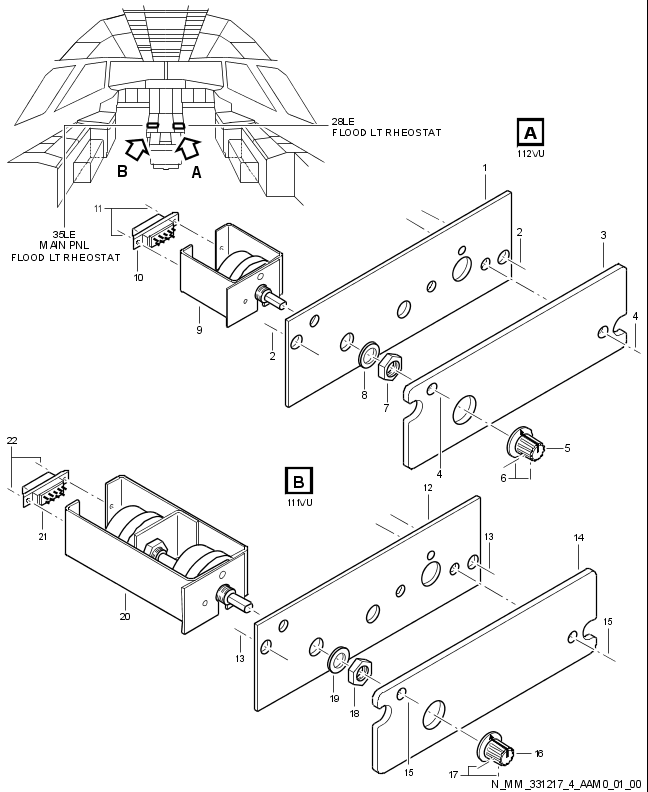 28LE
FLOOD LT RHEOSTAT
A
112VU
B
A
1
11
2
3
35LE
MAIN PNL
FLOOD LT RHEOSTAT
10
9
2
4
8
7
4
5
6
22
B
111VU
12
21
13
14
20
15
13
19
18
15
16
17
N_MM_331217_4_AAM0_01_00